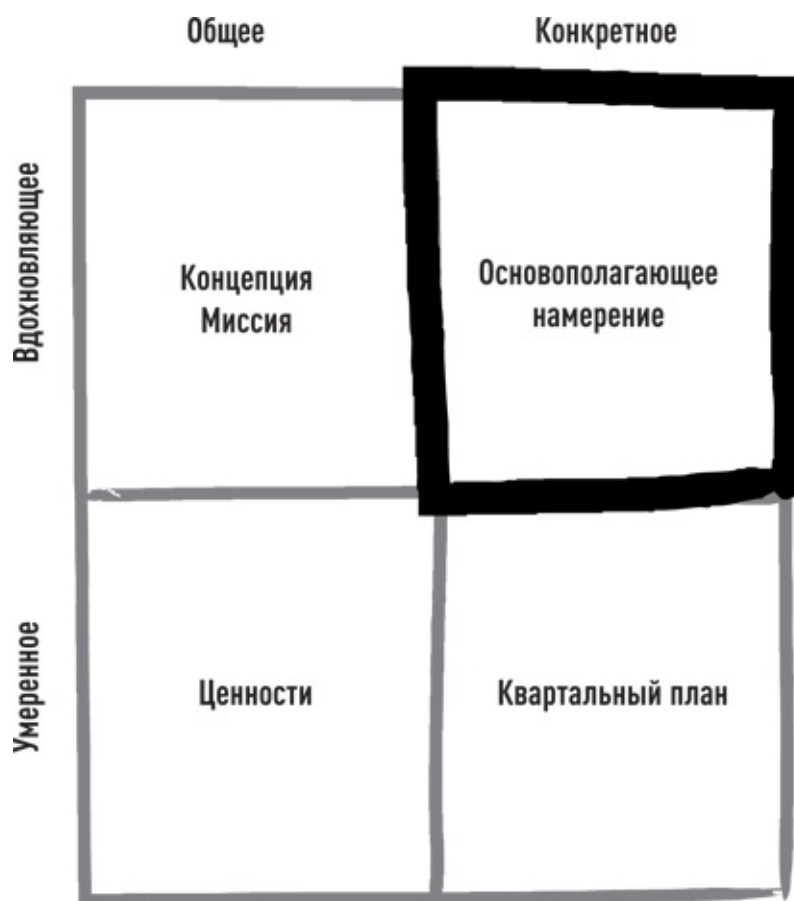 Общее
Конкретное
Вдохновляющее
Концепция
Миссия
Основополагающее
намерение
Умеренное
Ценности
Квартальный план